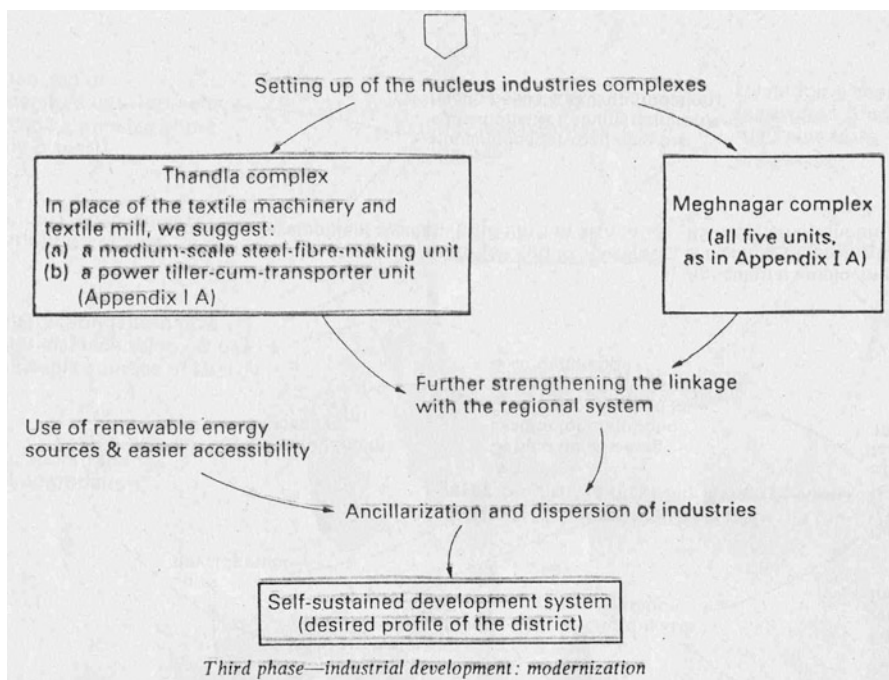 Setting up of the nucleus industries complexes
Thandla complex
In place of the textile machinery and
textile mill, we suggest:
(a) a medium-scale steel-fibre-making unit
(b) a power tiller-cum-transporter unit
(Appendix I A)
Meghnagar complex
(all five units,
as in Appendix I A)
Further strengthening the linkage
with the regional system
Use of renewable energy
sources & easier accessibility
Ancillarization and dispersion of industries
Self-sustained development system
(desired profile of the district)
Third phase—industrial development: modernization